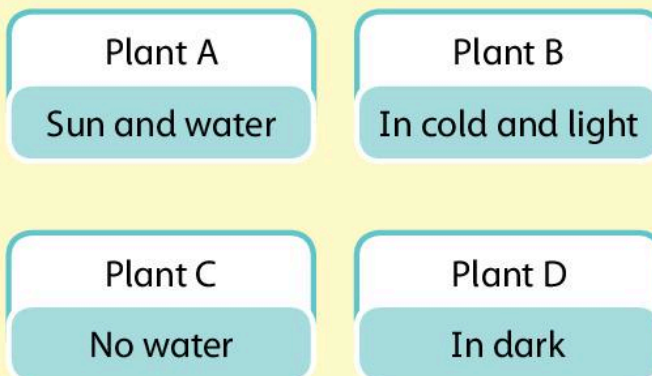 Plant A
Sun and water
Plant B
In cold and light
Plant C
No water
Plant D
In dark